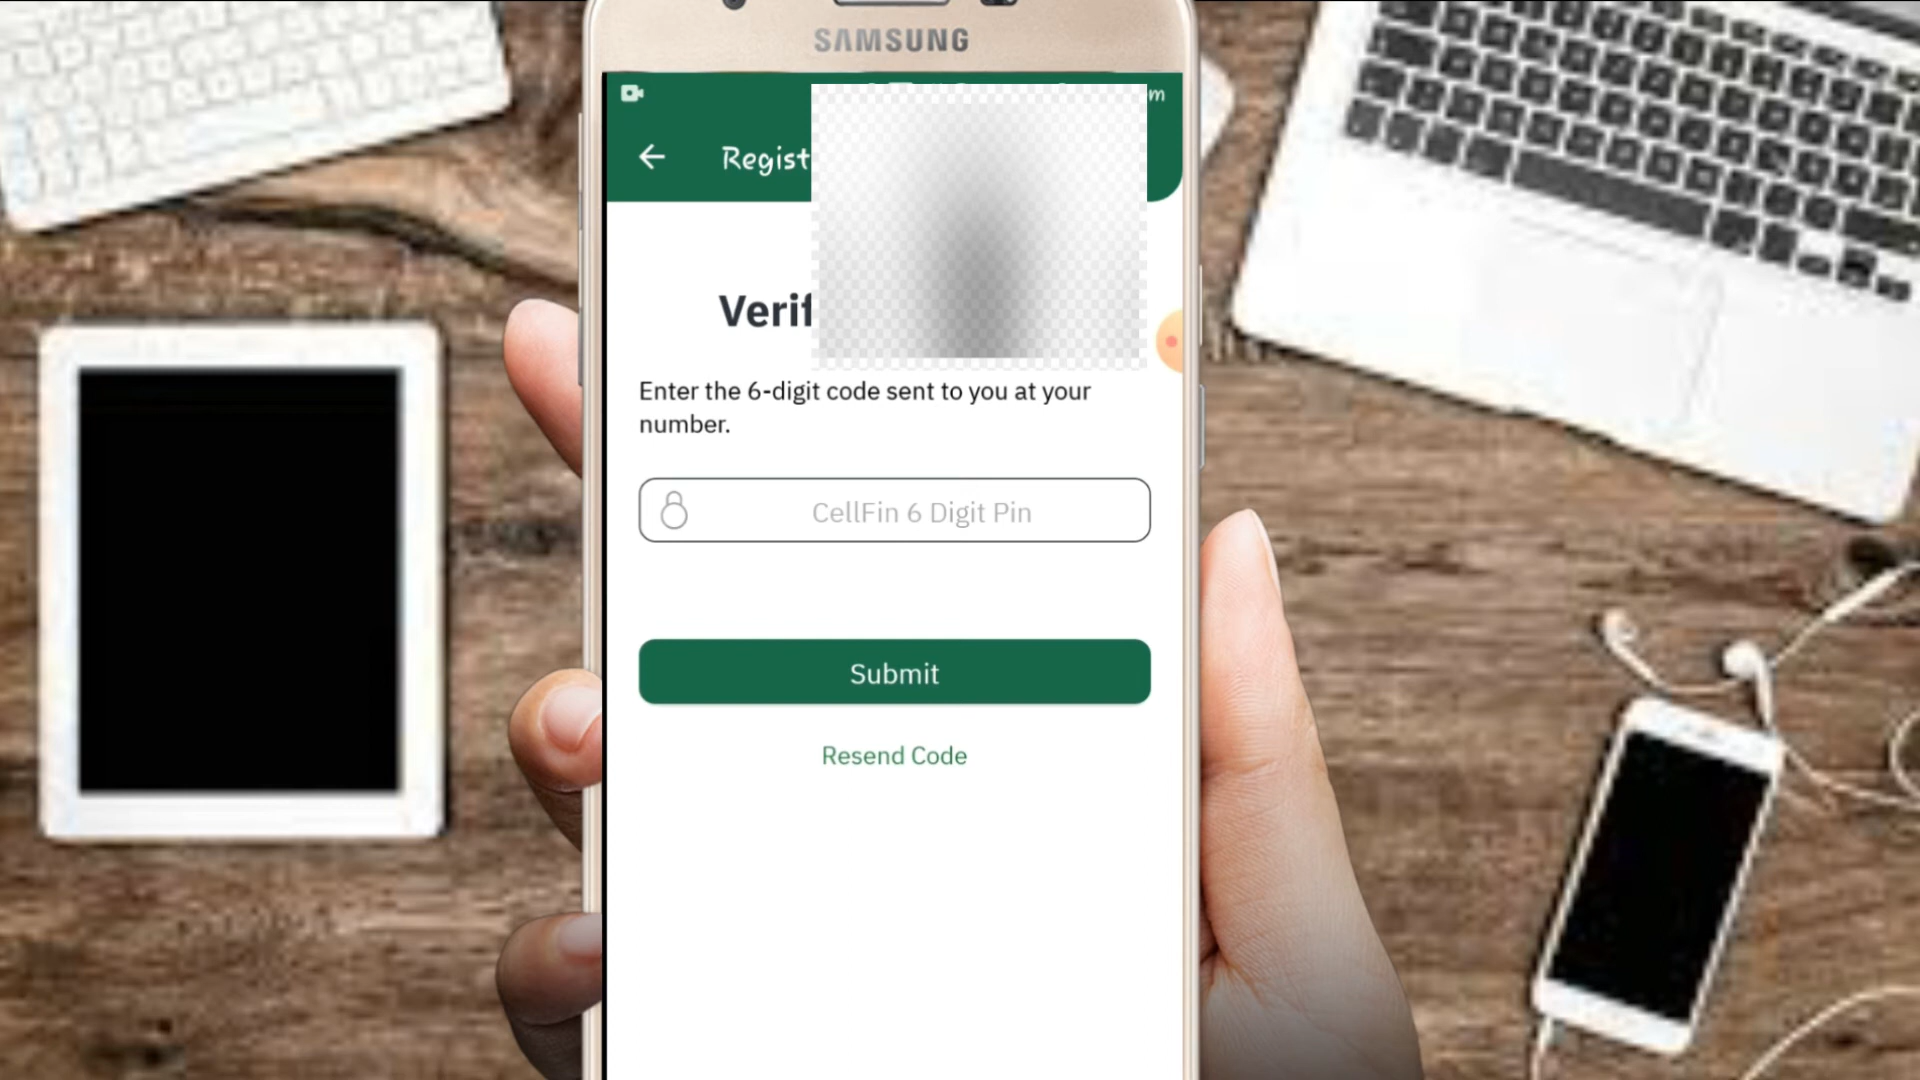 SAMSUNG
m
Regist
Verif
Enter the 6-digit code sent to you at your
number.
CellFin 6 Digit Pin
Submit
Resend Code